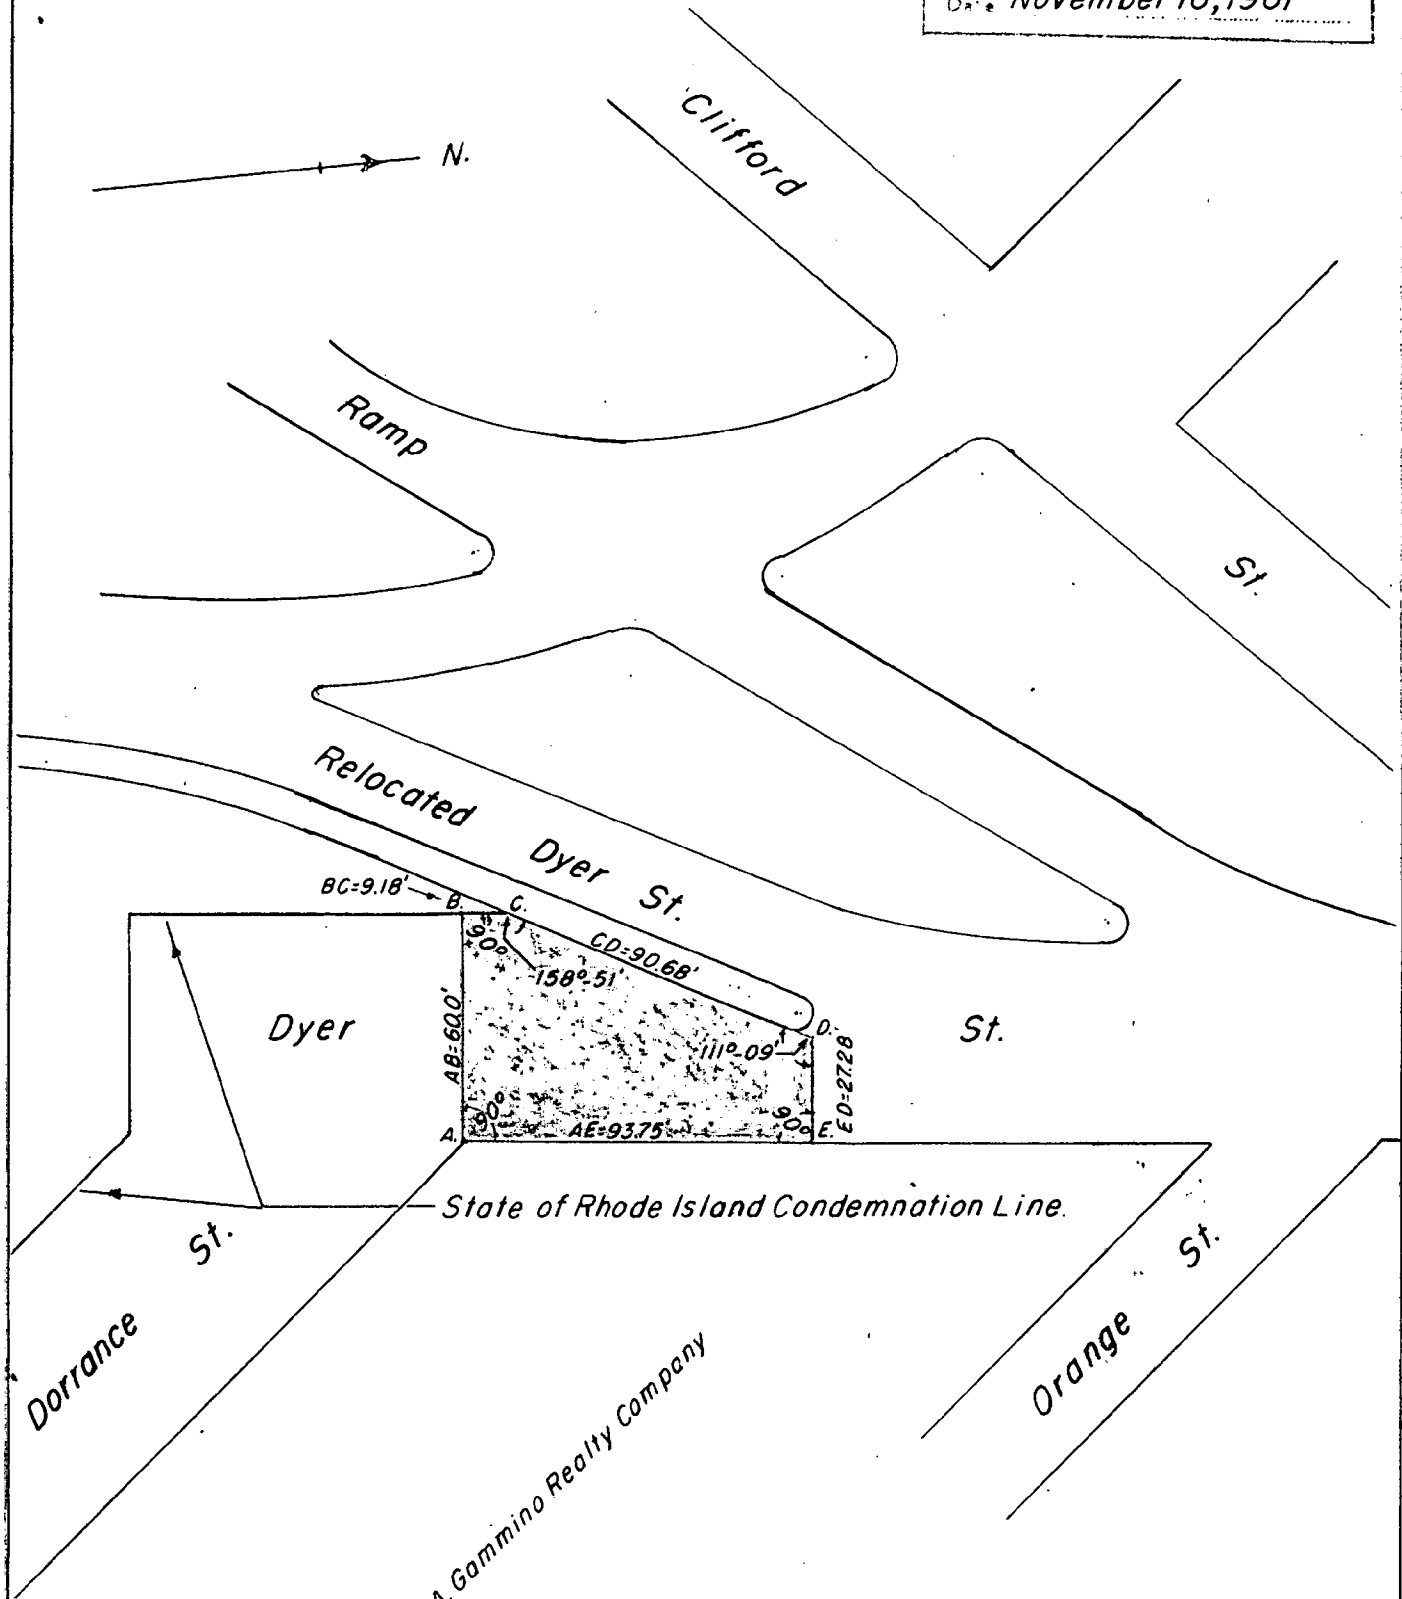 Date November 16, 1961
N.
Clifford
Ramp
St.
Relocated Dyer St.
BC=9.18'
B.
C.
90°
CD=90.68'
158°-51'
AB=60.0'
Dyer
St.
D.
111°-09'
ED=27.28
90°
90°
A.
AE=93.75'
E.
State of Rhode Island Condemnation Line.
Dorrance St.
Orange St.
A. Gammino Realty Company